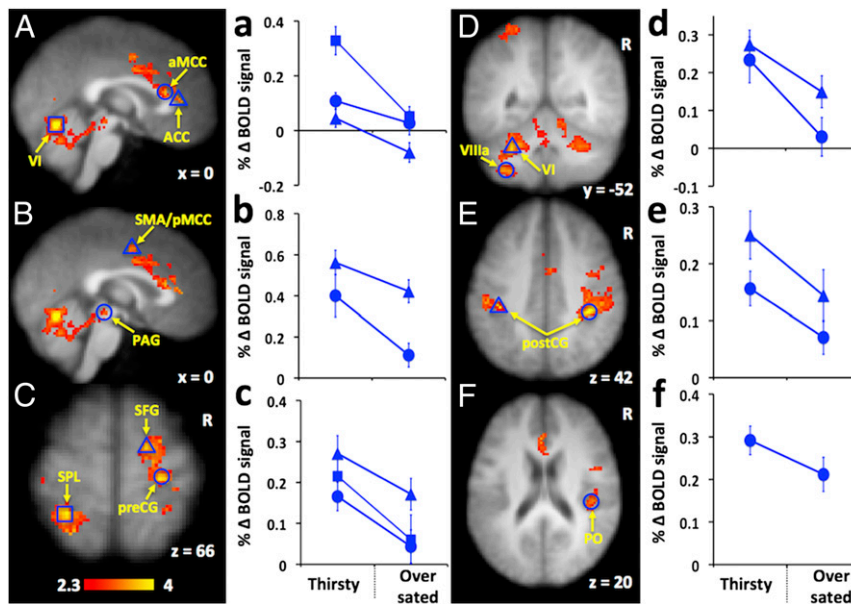 A
aMCC
ACC
VI
x = 0
a
% Δ BOLD signal
0.4
0.2
0
-0.2
D
R
VIIIa
VI
y = -52
d
% Δ BOLD signal
0.3
0.2
0.1
0
-0.1
B
SMA/pMCC
PAG
x = 0
b
% Δ BOLD signal
0.8
0.6
0.4
0.2
0
E
R
postCG
z = 42
e
% Δ BOLD signal
0.3
0.2
0.1
0
C
R
SFG
SPL
preCG
z = 66
2.3
4
c
% Δ BOLD signal
0.4
0.3
0.2
0.1
0
Thirsty
Over
sated
F
R
PO
z = 20
f
% Δ BOLD signal
0.4
0.3
0.2
0.1
0
Thirsty
Over
sated